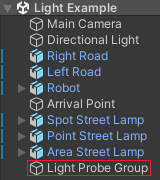 Light Example
Main Camera
Directional Light
Right Road
Left Road
Robot
Arrival Point
Spot Street Lamp
Point Street Lamp
Area Street Lamp
Light Probe Group